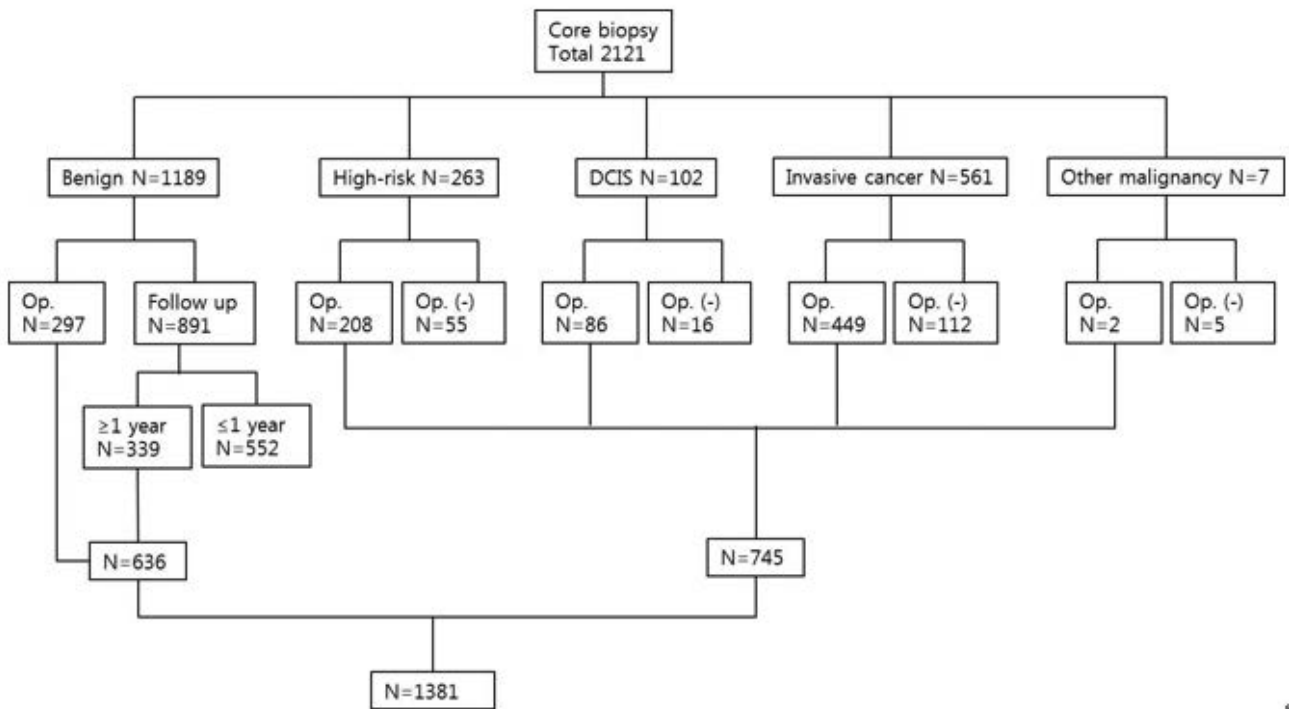 Core biopsy
Total 2121
Benign N=1189
High-risk N=263
DCIS N=102
Invasive cancer N=561
Other malignancy N=7
Op.
N=297
Follow up
N=891
Op.
N=208
Op. (-)
N=55
Op.
N=86
Op. (-)
N=16
Op.
N=449
Op. (-)
N=112
Op.
N=2
Op. (-)
N=5
≥1 year
N=339
≤1 year
N=552
N=636
N=745
N=1381